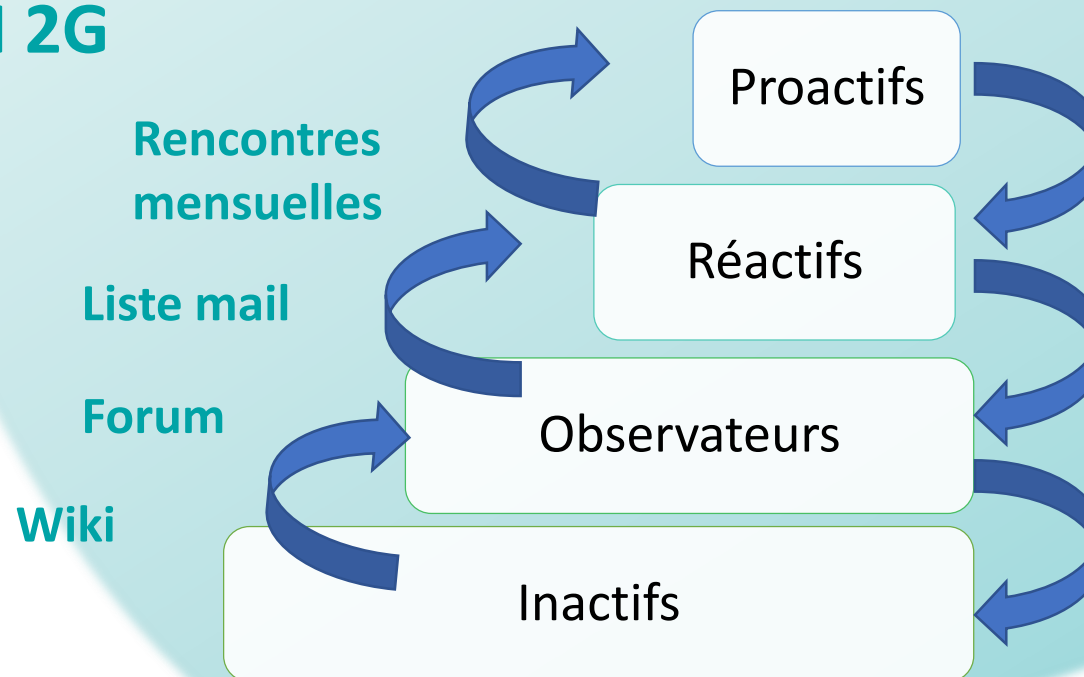 2G
Proactifs
Rencontres
mensuelles
Réactifs
Liste mail
Forum
Observateurs
Wiki
Inactifs